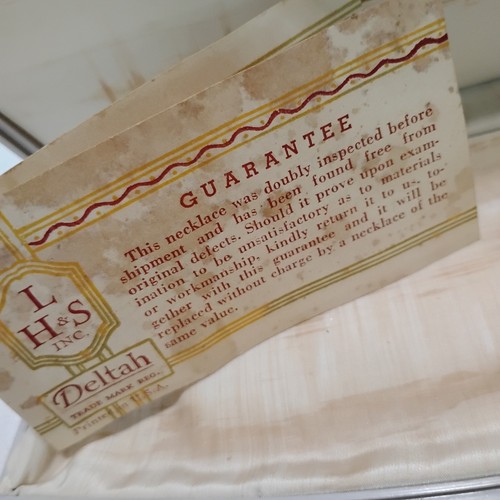 GUARANTEE
This necklace was doubly inspected before
shipment and has been found free from
original defects. Should it prove upon exam-
ination to be unsatisfactory as to materials
or workmanship, kindly return it to us, to-
gether with this guarantee and it will be
replaced without charge by a necklace of the
same value.
L
H & S
INC.
Deltah
TRADE MARK REG.
Printed in U.S.A.